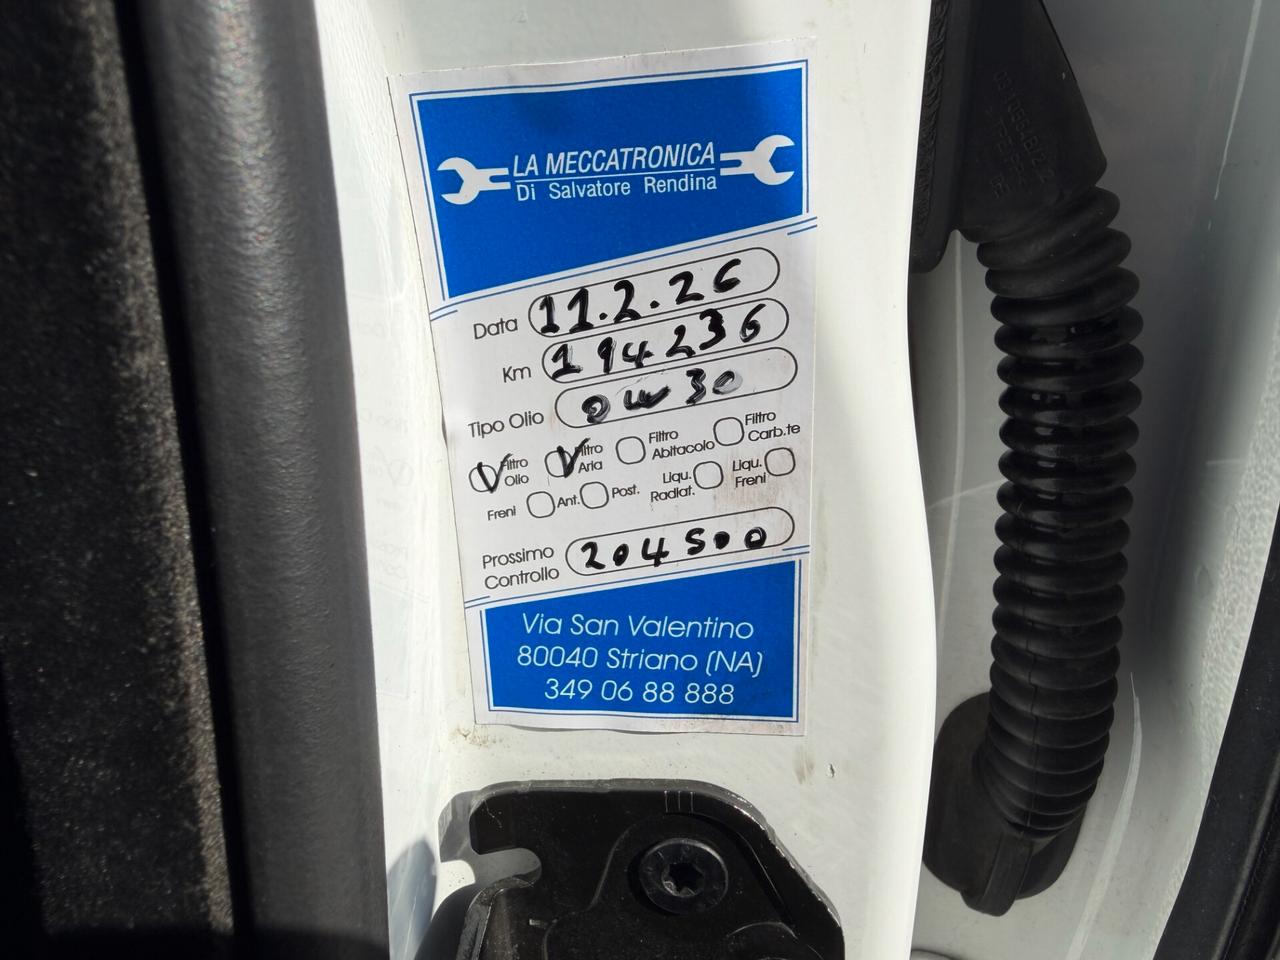 LA MECCATRONICA
Di Salvatore Rendina
Data 11.2.26
Km 194236
Tipo Olio 0W30
Filtro Olio Filtro Aria Filtro Abitacolo Filtro Carb.te
Freni Ant. Post. Liqu. Radiat. Liqu. Freni
Prossimo Controllo 204500
Via San Valentino
80040 Striano (NA)
349 06 88 888